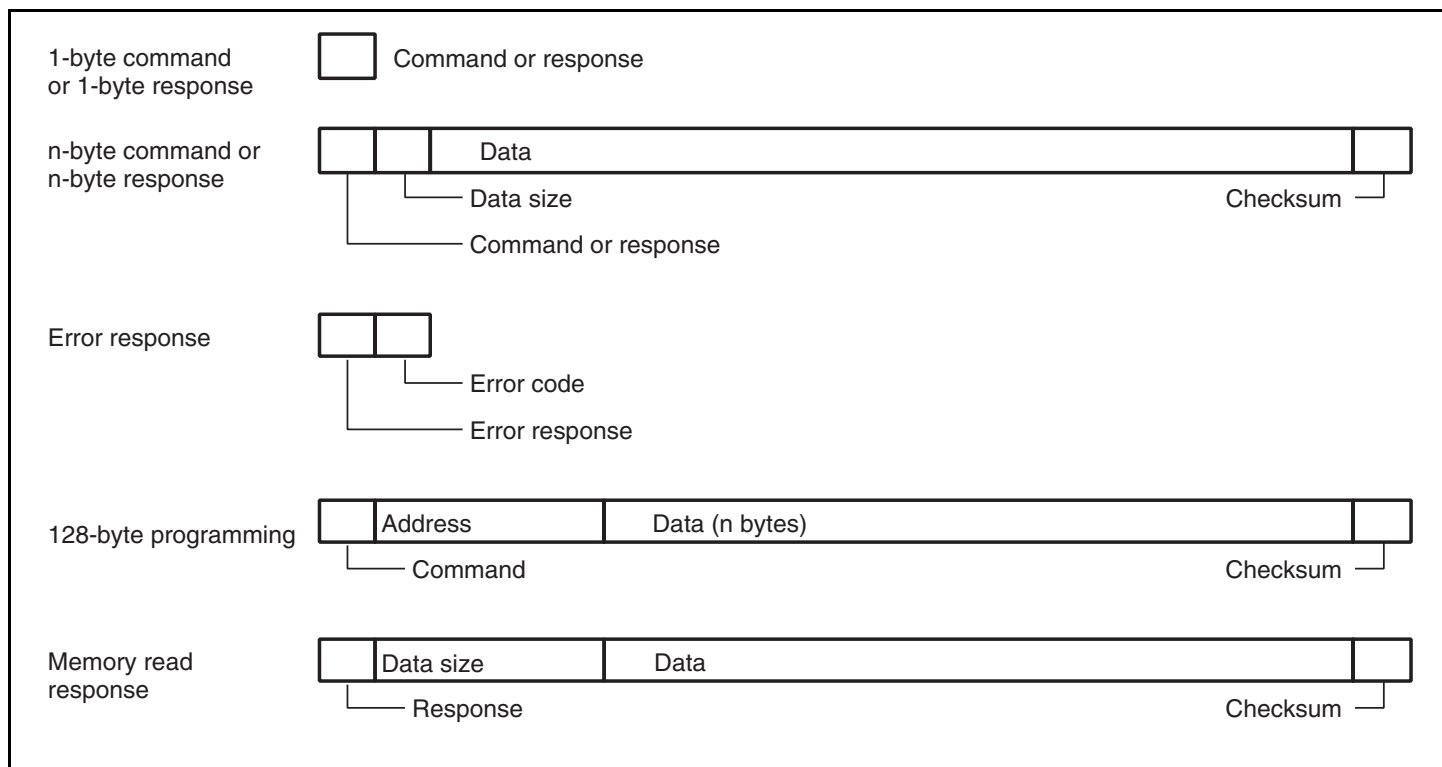 1-byte command
or 1-byte response
Command or response
n-byte command or
n-byte response
Data
Data size
Checksum
Command or response
Error response
Error code
Error response
128-byte programming
Address
Data (n bytes)
Command
Checksum
Memory read
response
Data size
Data
Response
Checksum